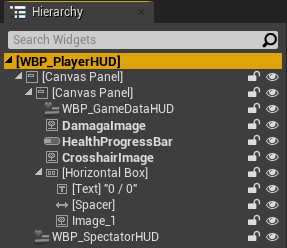 Hierarchy
Search Widgets
[WBP_PlayerHUD]
[Canvas Panel]
[Canvas Panel]
WBP_GameDataHUD
DamagaImage
HealthProgressBar
CrosshairImage
[Horizontal Box]
[Text] "0 / 0"
[Spacer]
Image_1
WBP_SpectatorHUD